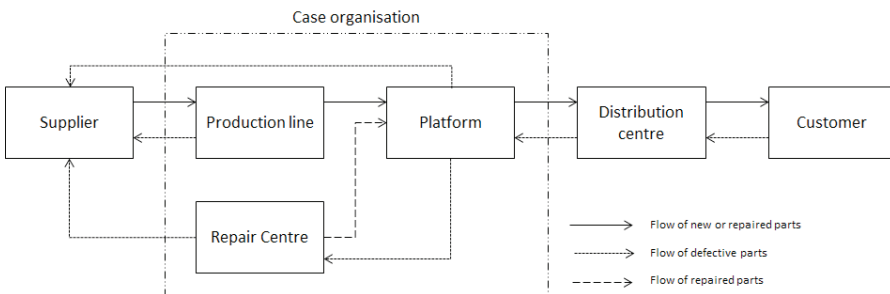 Case organisation
Supplier
Production line
Platform
Distribution
centre
Customer
Repair Centre
Flow of new or repaired parts
Flow of defective parts
Flow of repaired parts